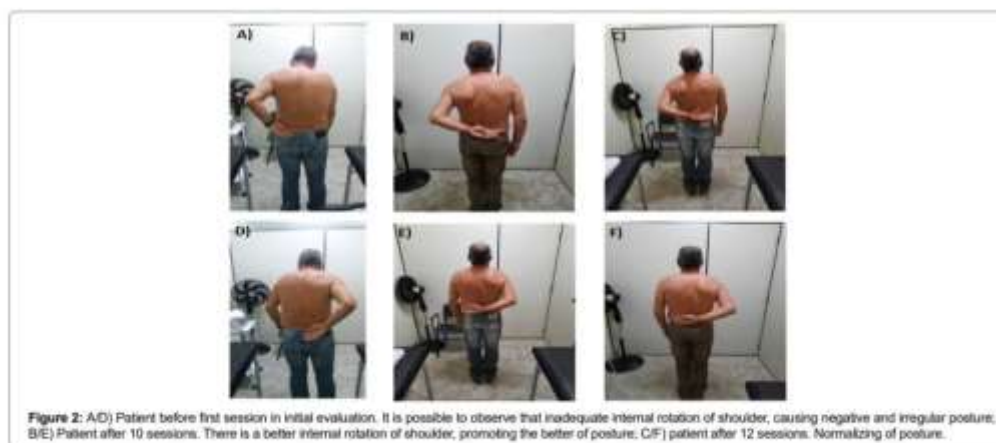 A)
B)
C)
D)
E)
F)
Figure 2: A/D) Patient before first session in initial evaluation. It is possible to observe that inadequate internal rotation of shoulder, causing negative and irregular posture;
B/E) Patient after 10 sessions. There is a better internal rotation of shoulder, promoting the better of posture; C/F) patient after 12 sessions. Normalizing of posture.